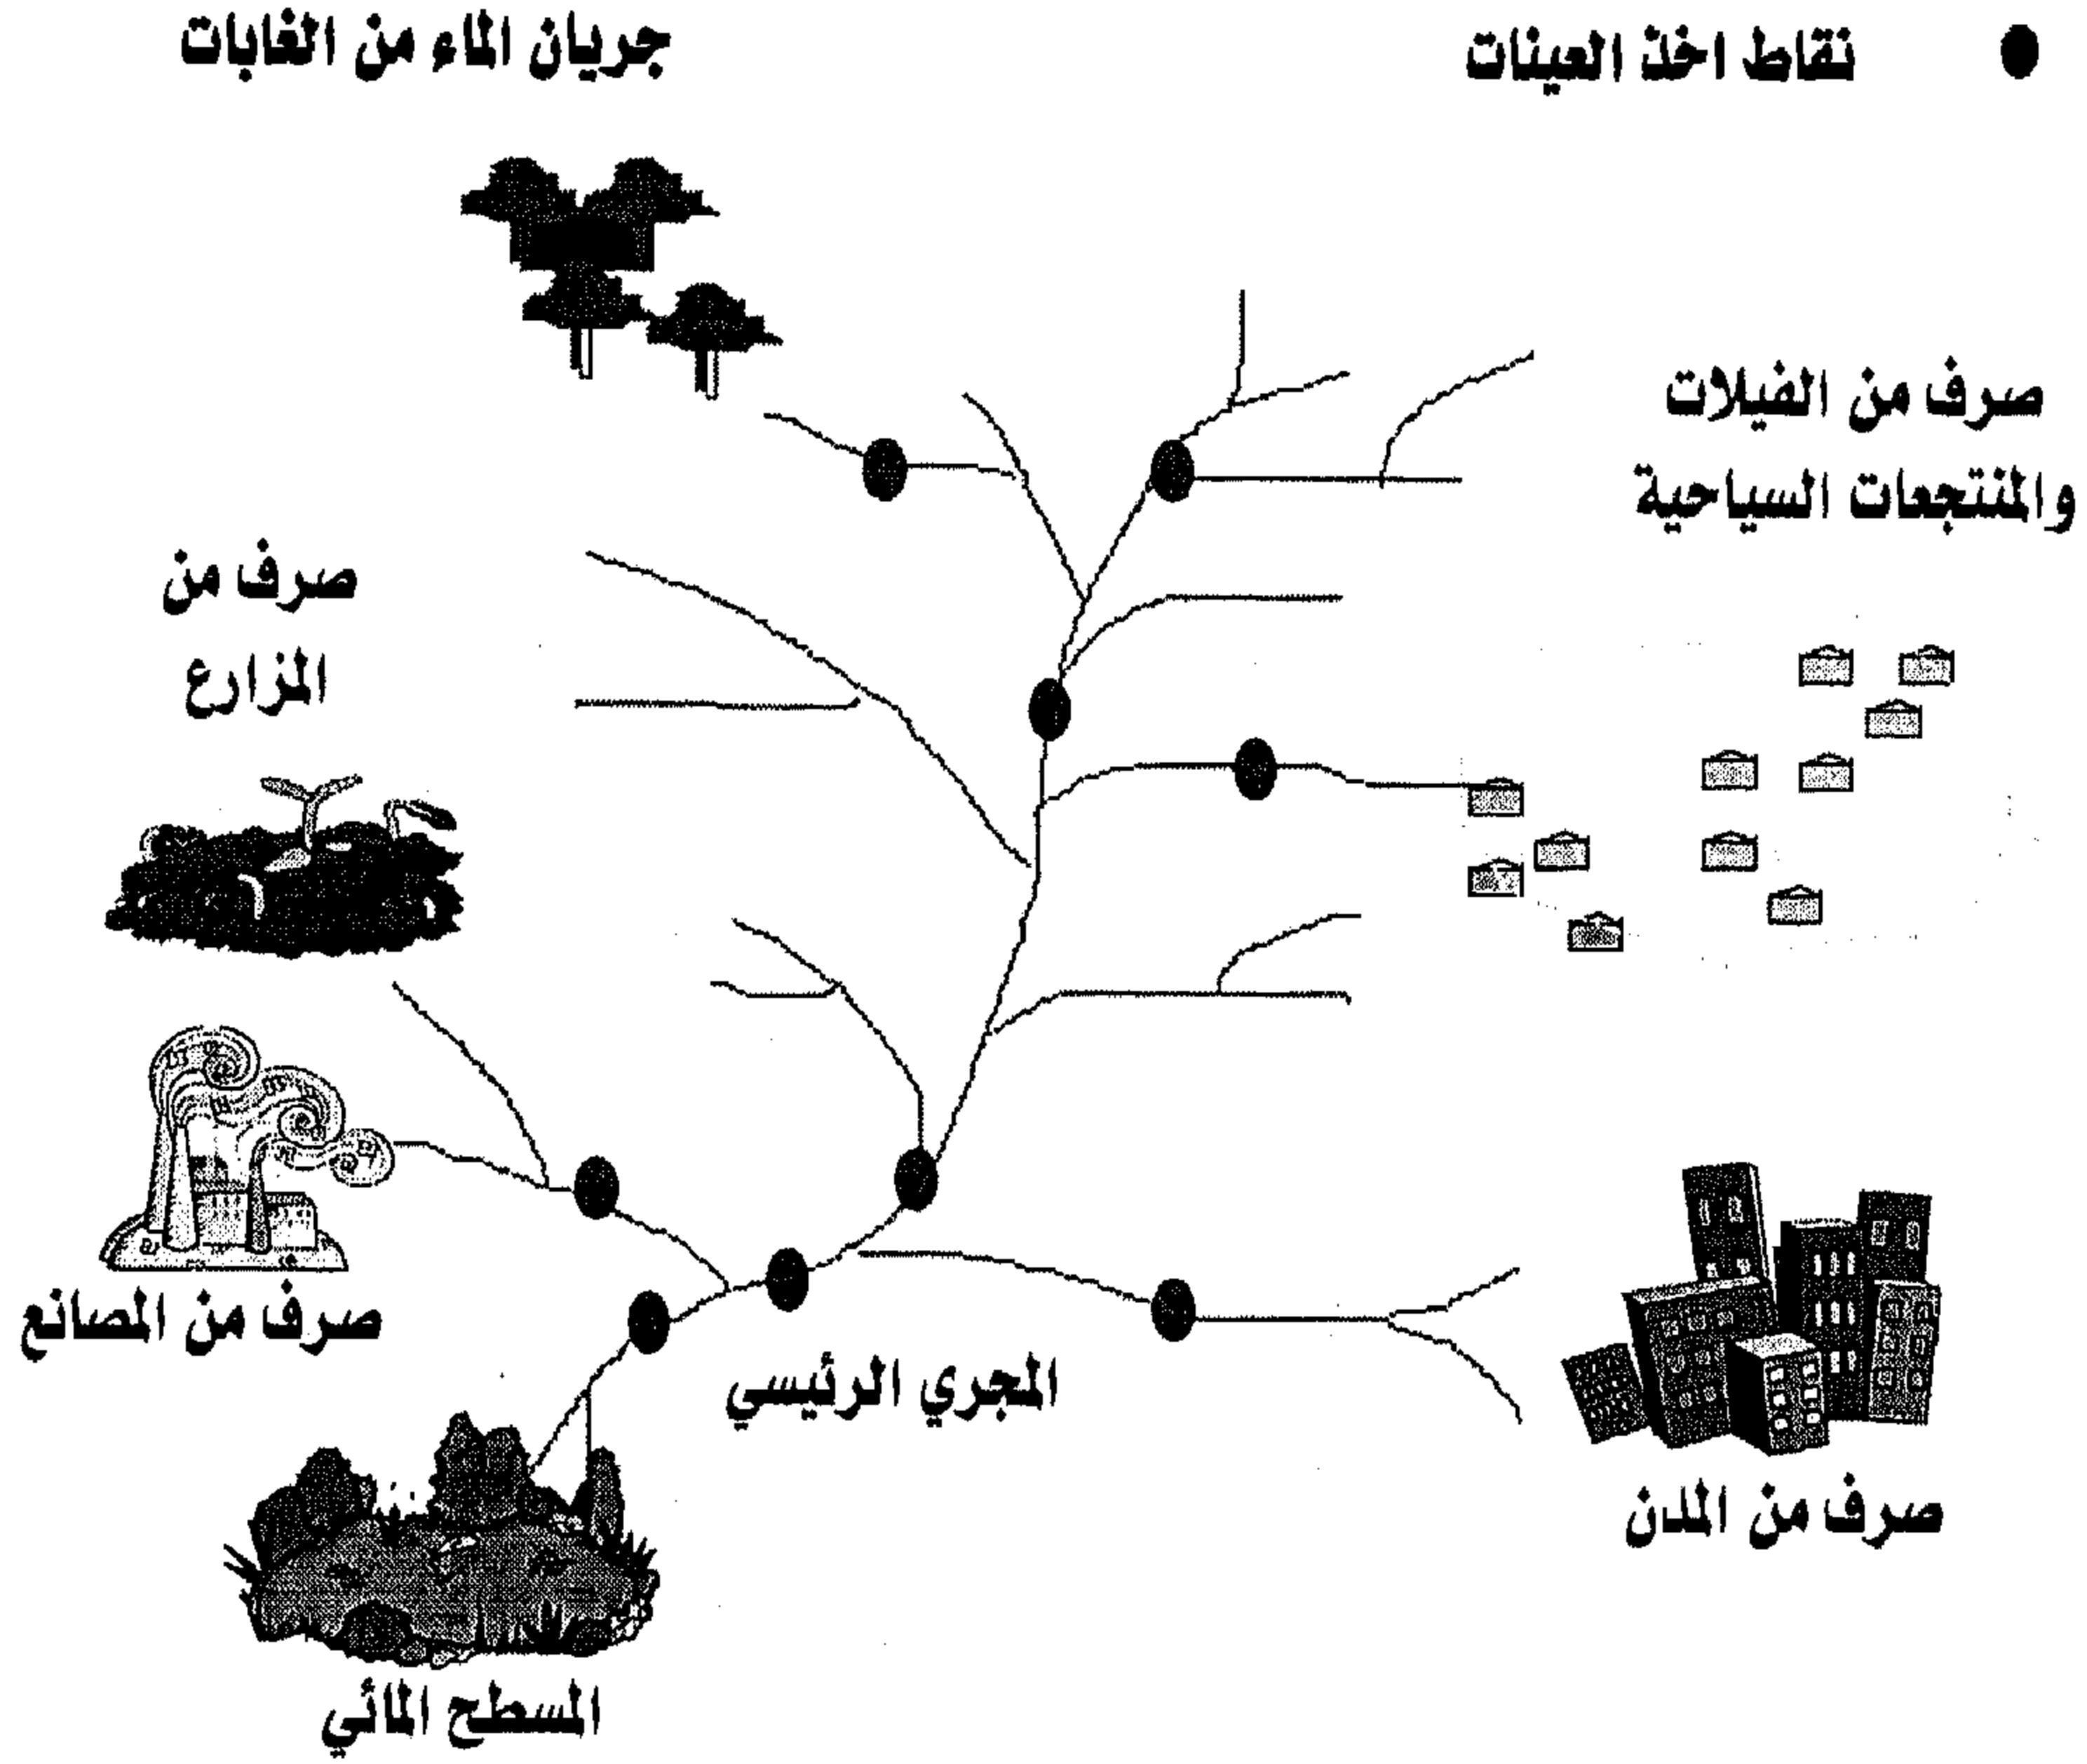 نقاط اخذ العينات
جريان الماء من الغابات
صرف من الفيلات
والمنتجعات السياحية
صرف من
المزارع
صرف من المصانع
المجري الرئيسي
صرف من المدن
المسطح المائي